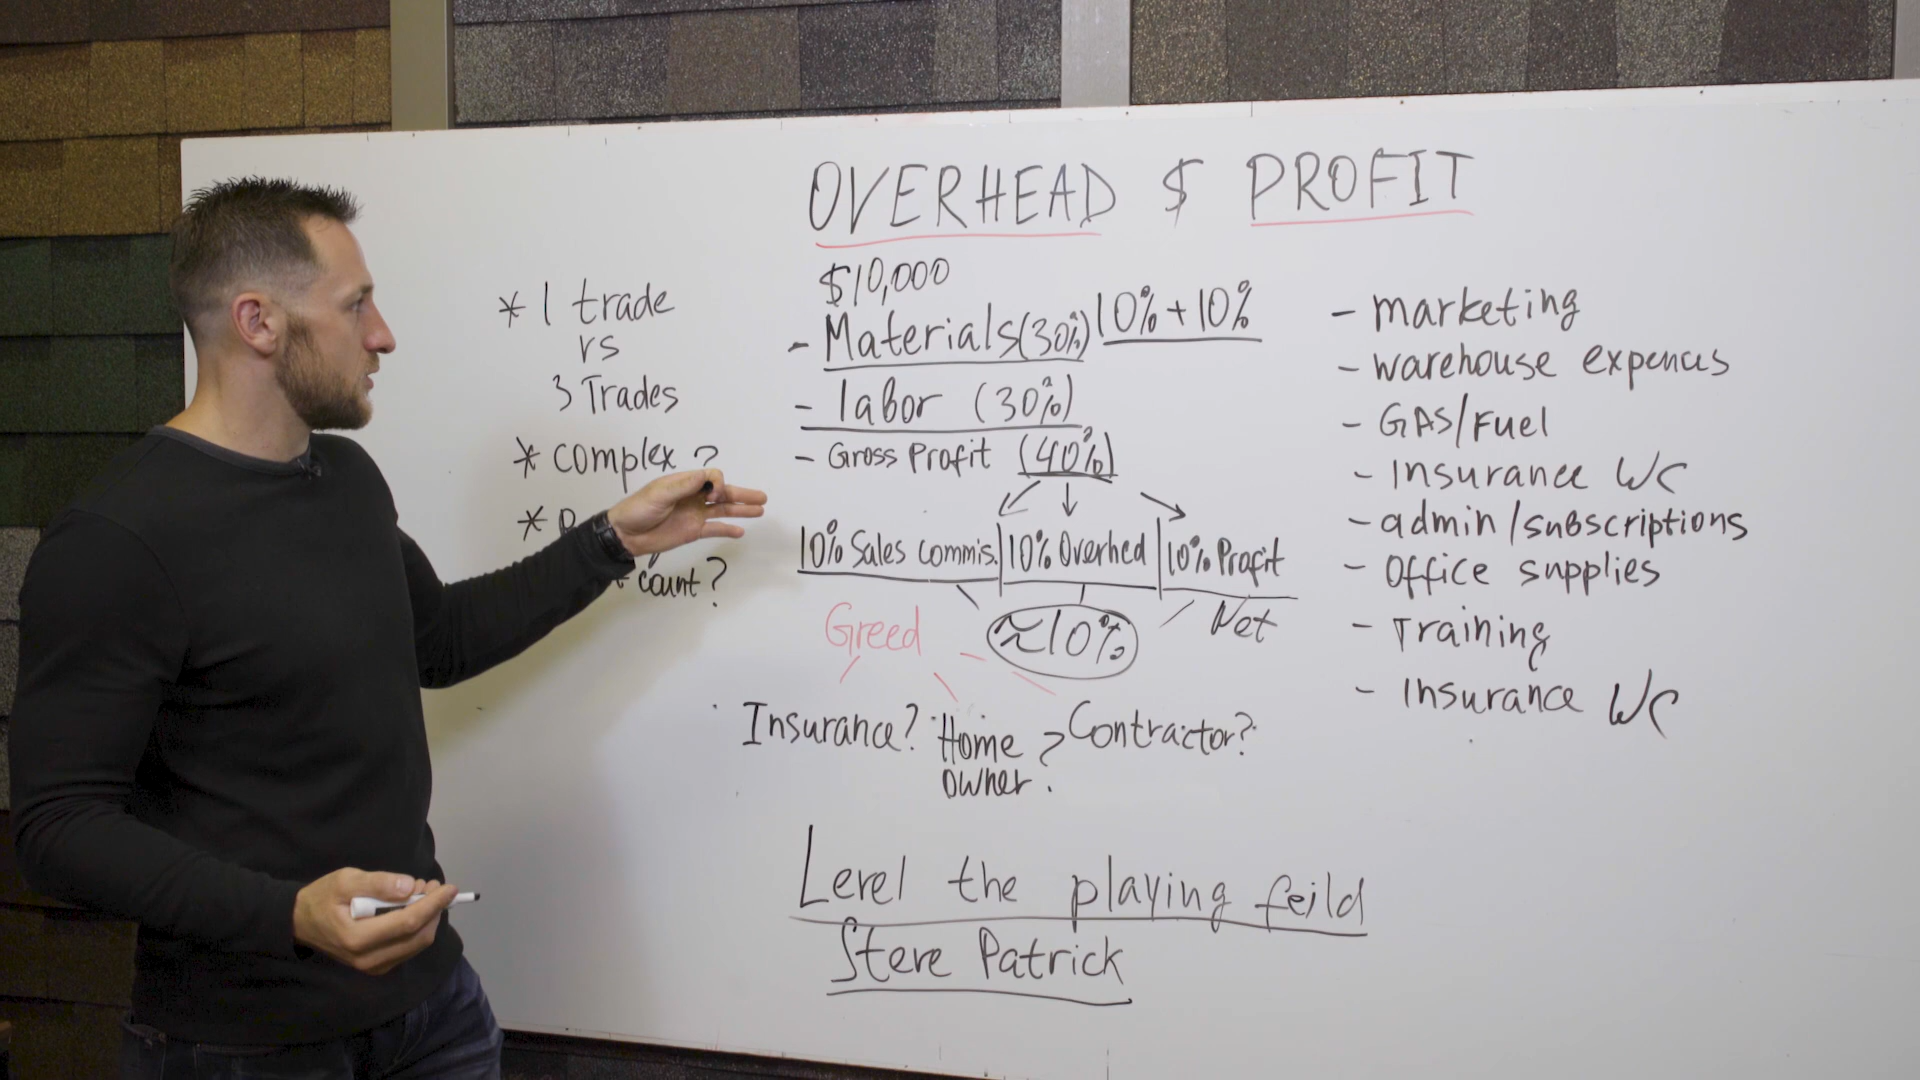 OVERHEAD $ PROFIT
* 1 trade
vs
3 Trades
* complex?
*
count?
$10,000
- Materials (30%) 10% + 10%
- labor (30%)
- Gross Profit (40%)
10% Sales commis. | 10% Overhed | 10% Profit
Greed
≈10%
Net
Insurance? Home Owner? Contractor?
Level the playing feild
Steve Patrick
- marketing
- warehouse expences
- GAS/Fuel
- Insurance WC
- admin/subscriptions
- Office supplies
- Training
- Insurance WC